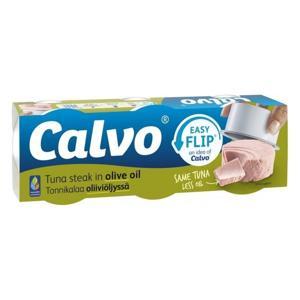 Calvo®
EASY
FLIP®
an idea of
Calvo
Tuna steak in olive oil
Tonnikalaa oliiviöljyssä
SAME TUNA
LESS OIL